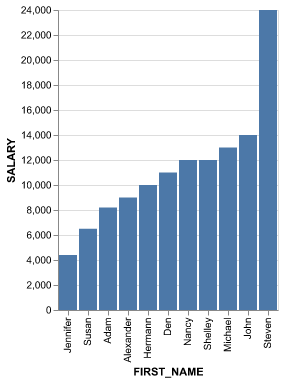 24,000
22,000
20,000
18,000
16,000
14,000
12,000
10,000
8,000
6,000
4,000
2,000
0
SALARY
Jennifer
Susan
Adam
Alexander
Hermann
Den
Nancy
Shelley
Michael
John
Steven
FIRST_NAME